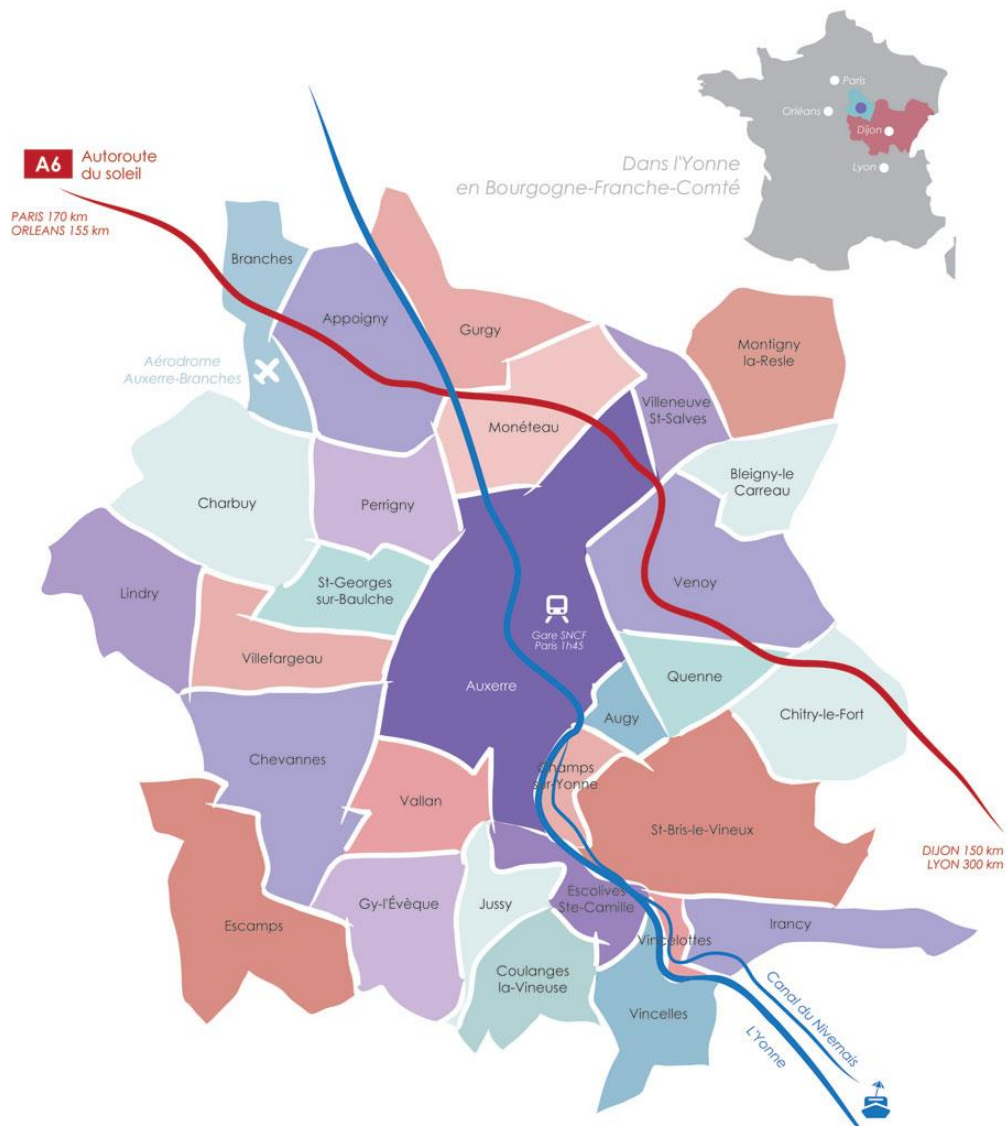 Paris
Orléans
Dijon
Lyon
Dans l'Yonne
en Bourgogne-Franche-Comté
A6
Autoroute
du soleil
PARIS 170 km
ORLEANS 155 km
Branches
Appoigny
Gurgy
Montigny
la-Resle
Aérodrome
Auxerre-Branches
Villeneuve
St-Salves
Monéteau
Bleigny-le
Carreau
Charbuy
Perrigny
Venoy
St-Georges
sur-Baulche
Lindry
Gare SNCF
Paris 1h45
Villefargeau
Auxerre
Quenne
Augy
Chitry-le-Fort
Chevannes
Champs
sur-Yonne
Vallan
St-Bris-le-Vineux
DIJON 150 km
LYON 300 km
Escolives
Ste-Camille
Gy-l'Évèque
Jussy
Escamps
Irancy
Vincelottes
Coulanges
la-Vineuse
Vincelles
Canal du Nivernais
L'Yonne